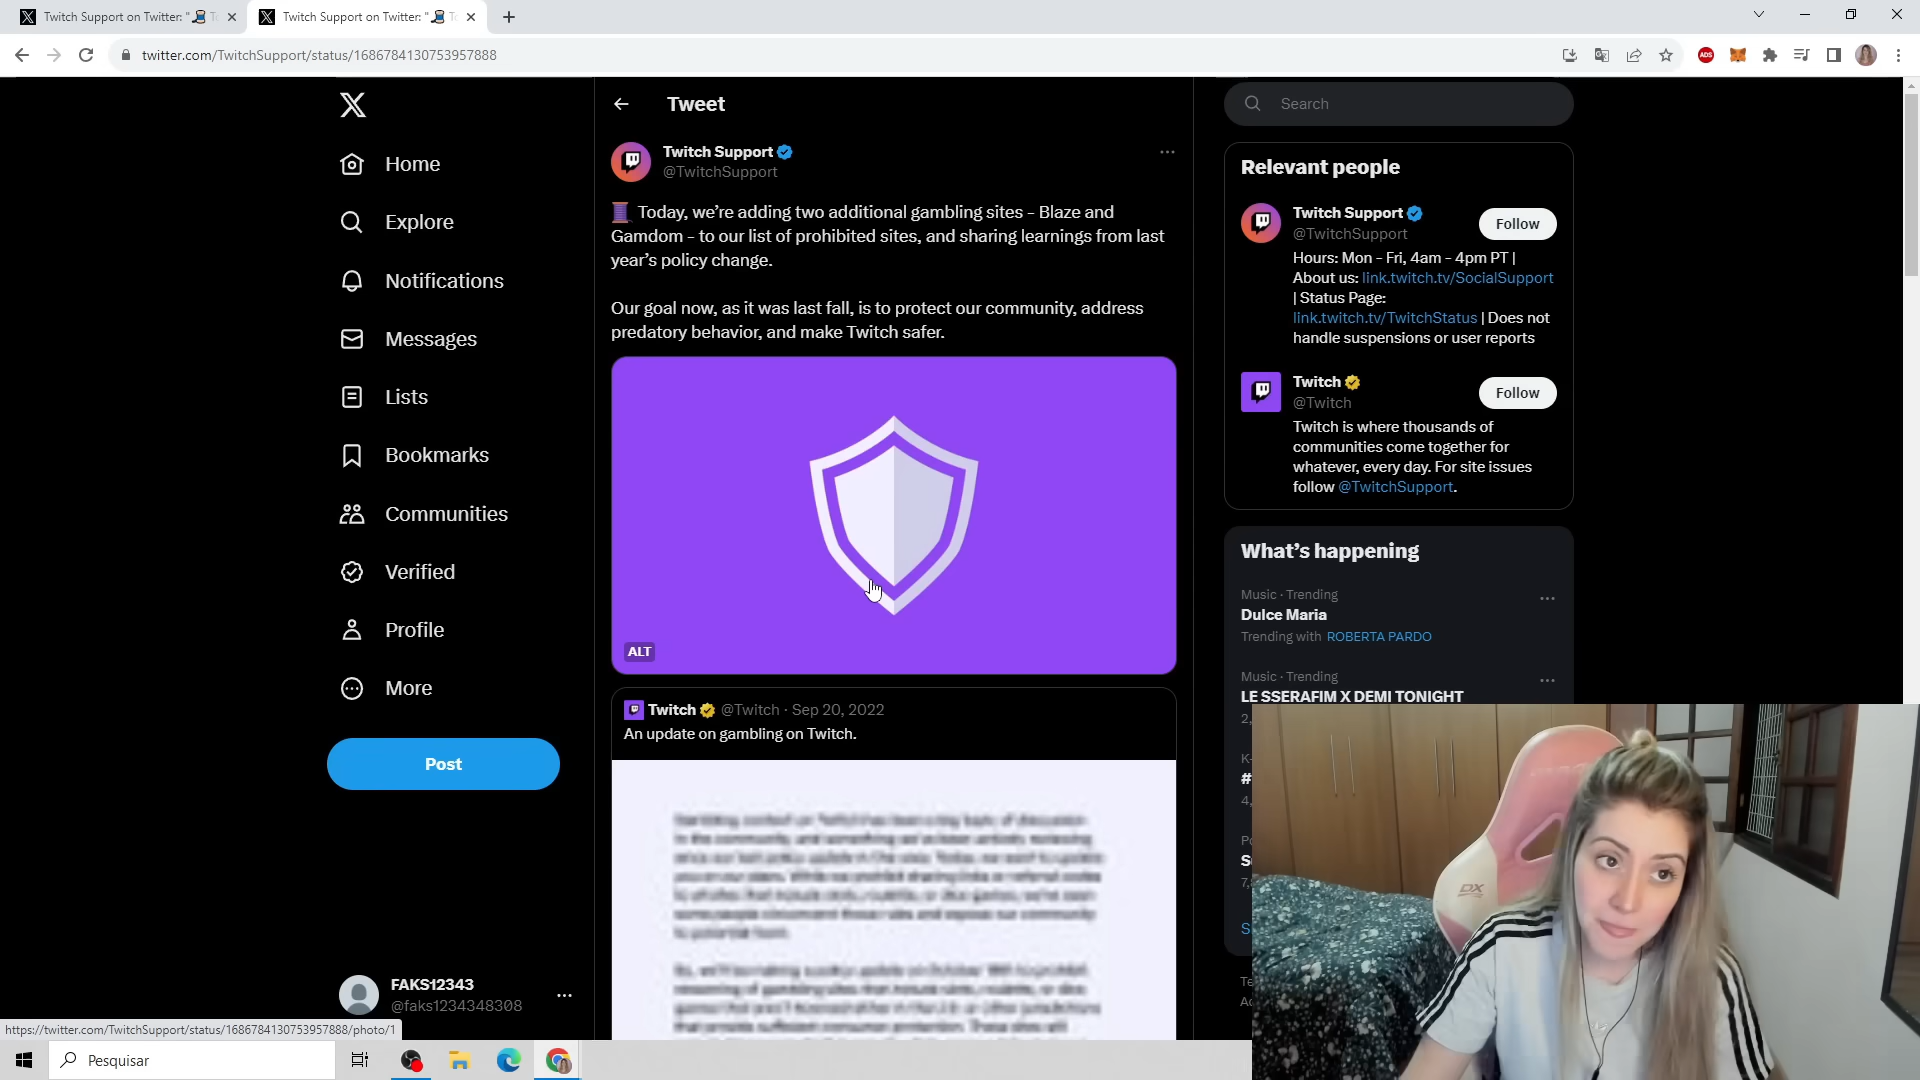 Twitter Support on Twitter: "
Twitch Support on Twitter: "
twitter.com/TwitchSupport/status/1686784130753957888
ADS
Home
Explore
Notifications
Messages
Lists
Bookmarks
Communities
Verified
Profile
More
Post
FAKS12343
@faks1234348308
Tweet
Twitch Support
@TwitchSupport
Today, we're adding two additional gambling sites - Blaze and
Gamdom - to our list of prohibited sites, and sharing learnings from last
year's policy change.
Our goal now, as it was last fall, is to protect our community, address
predatory behavior, and make Twitch safer.
ALT
Twitch @Twitch · Sep 20, 2022
An update on gambling on Twitch.
Search
Relevant people
Twitch Support
@TwitchSupport
Follow
Hours: Mon - Fri, 4am - 4pm PT |
About us: link.twitch.tv/SocialSupport
| Status Page:
link.twitch.tv/TwitchStatus | Does not
handle suspensions or user reports
Twitch
@Twitch
Follow
Twitch is where thousands of
communities come together for
whatever, every day. For site issues
follow @TwitchSupport.
What's happening
Music · Trending
Dulce Maria
Trending with ROBERTA PARDO
Music · Trending
LE SSERAFIM X DEMI TONIGHT
DX
https://twitter.com/TwitchSupport/status/1686784130753957888/photo/1
Pesquisar